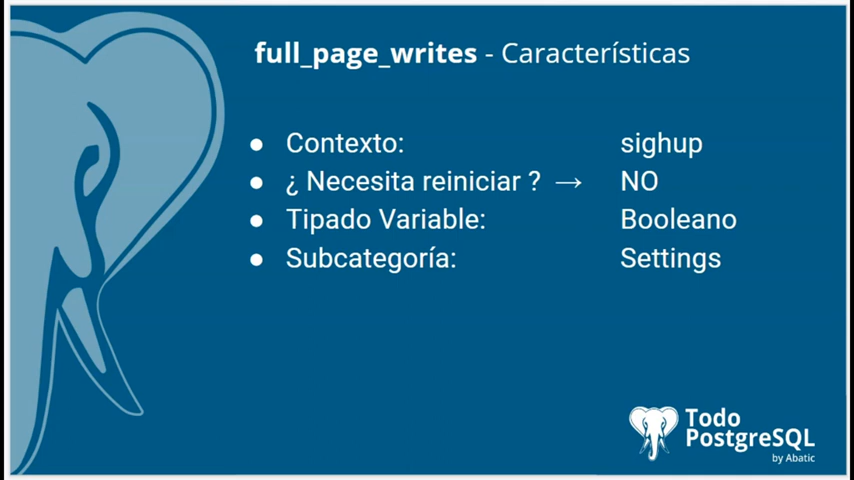 full_page_writes - Características
● Contexto: sighup
● ¿ Necesita reiniciar ? → NO
● Tipado Variable: Booleano
● Subcategoría: Settings
Todo
PostgreSQL
by Abatic